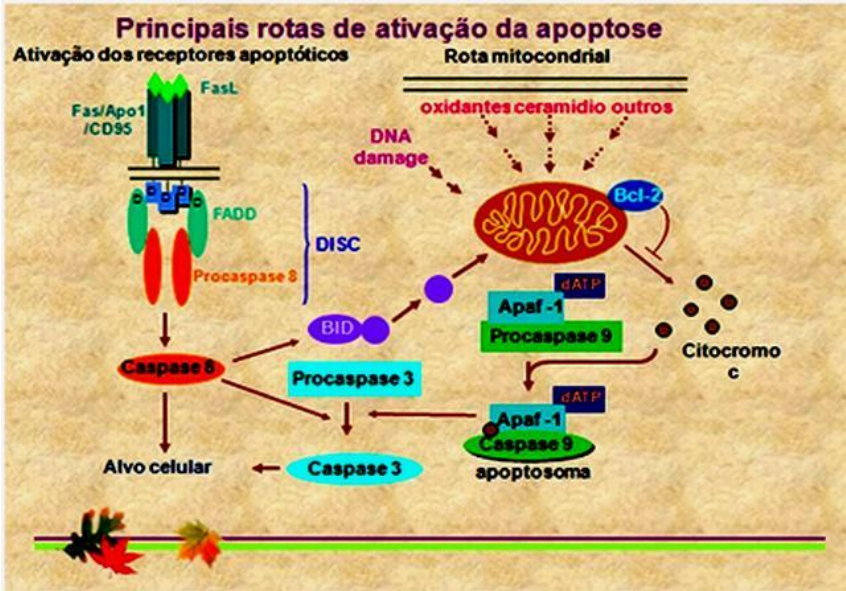 Principais rotas de ativação da apoptose
Ativação dos receptores apoptóticos
Rota mitocondrial
FasL
Fas/Apo1
/CD95
oxidantes ceramidio outros
DNA
damage
Bcl-2
FADD
DISC
Procaspase 8
dATP
Apaf -1
Procaspase 9
BID
Citocromo
c
Caspase 8
Procaspase 3
dATP
Apaf -1
Caspase 9
apoptosoma
Alvo celular
Caspase 3